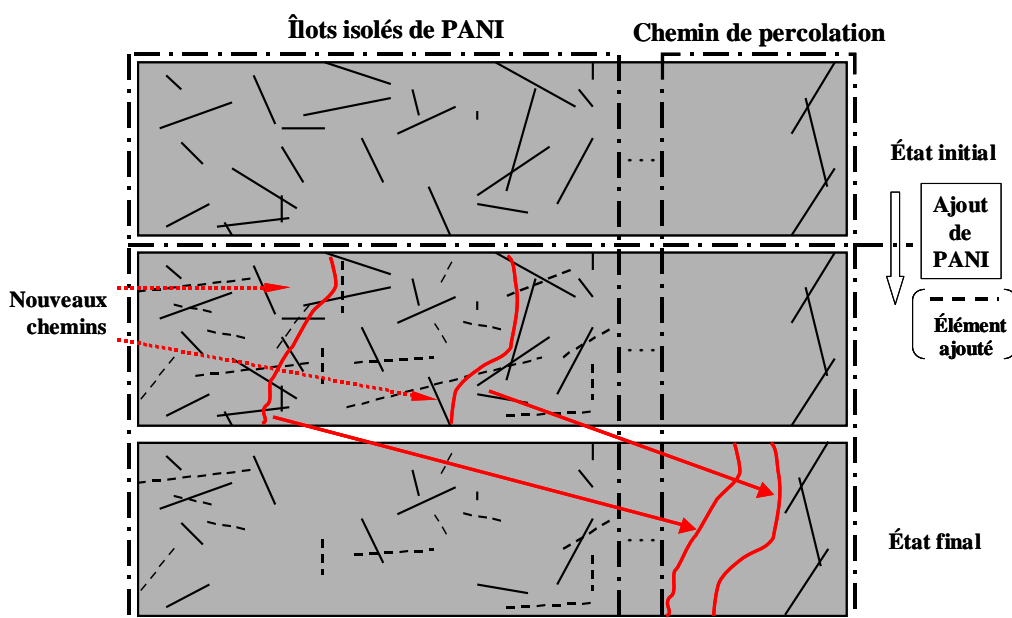 Îlots isolés de PANI
Chemin de percolation
État initial
Ajout
de
PANI
Élément
ajouté
Nouveaux
chemins
État final